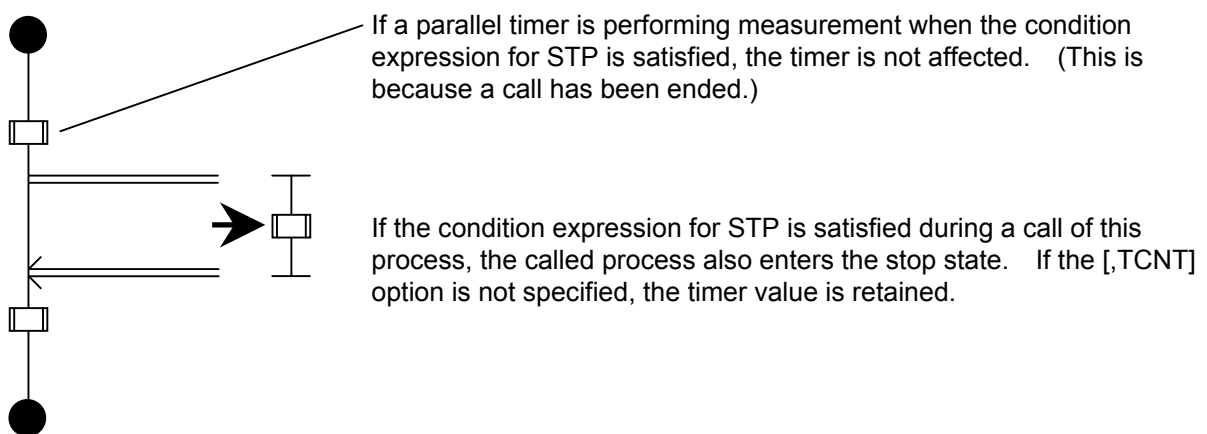 If a parallel timer is performing measurement when the condition
expression for STP is satisfied, the timer is not affected. (This is
because a call has been ended.)
If the condition expression for STP is satisfied during a call of this
process, the called process also enters the stop state. If the [,TCNT]
option is not specified, the timer value is retained.